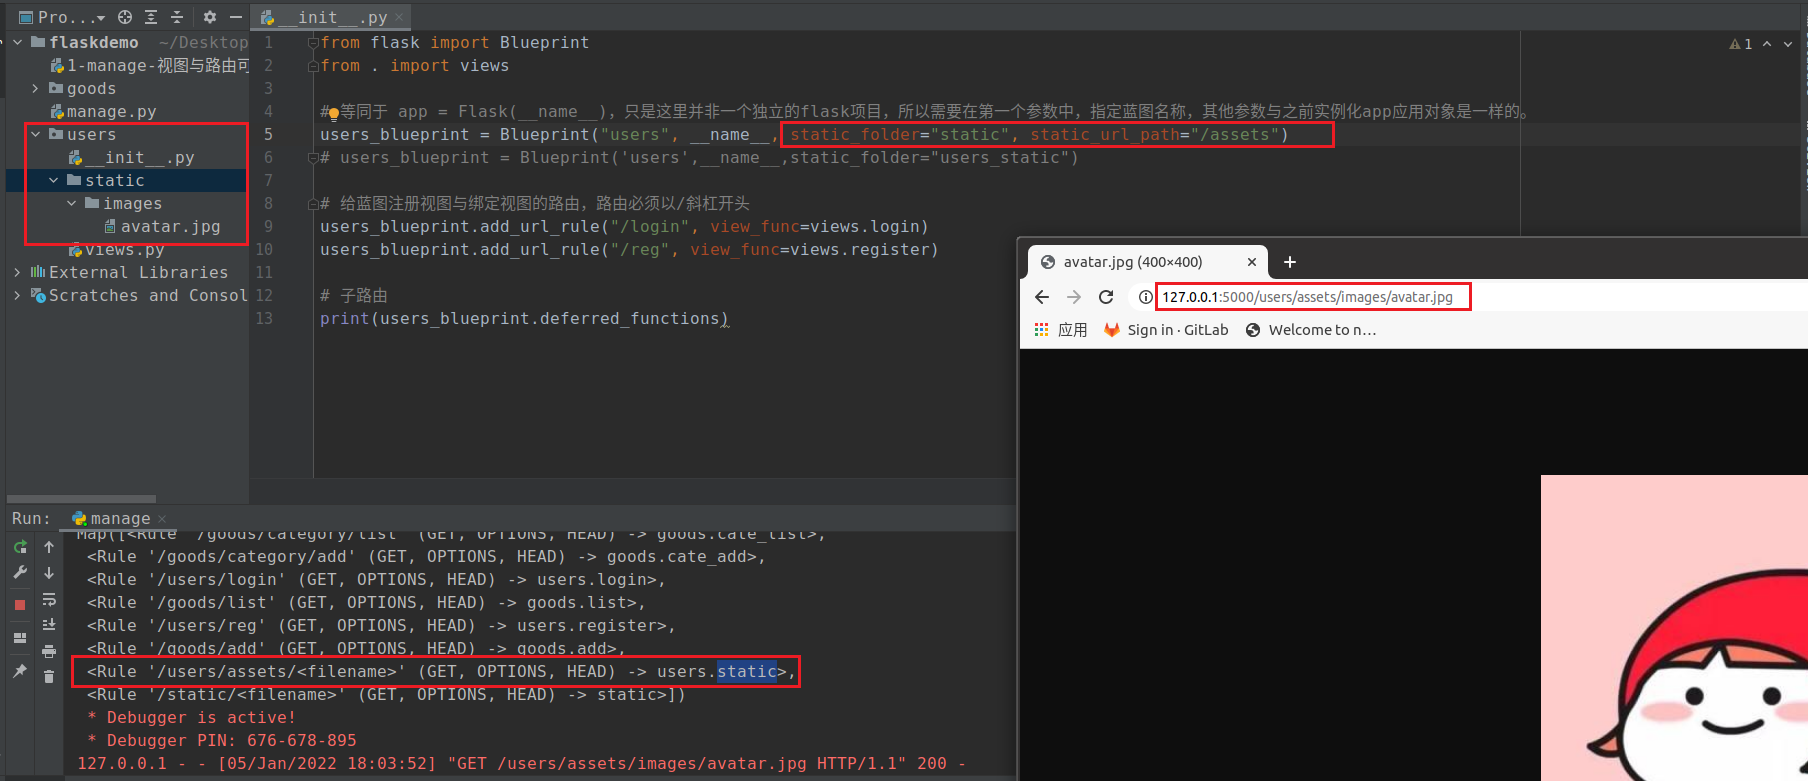 Pro...
__init__.py
flaskdemo ~/Desktop
1-manage-视图与路由可
goods
manage.py
users
__init__.py
static
images
avatar.jpg
views.py
External Libraries
Scratches and Consol
1 from flask import Blueprint
2 from . import views
3
4 # 等同于 app = Flask(__name__)，只是这里并非一个独立的flask项目，所以需要在第一个参数中，指定蓝图名称，其他参数与之前实例化app应用对象是一样的。
5 users_blueprint = Blueprint("users", __name__, static_folder="static", static_url_path="/assets")
6 # users_blueprint = Blueprint('users',__name__,static_folder="users_static")
7
8 # 给蓝图注册视图与绑定视图的路由，路由必须以/斜杠开头
9 users_blueprint.add_url_rule("/login", view_func=views.login)
10 users_blueprint.add_url_rule("/reg", view_func=views.register)
11
12 # 子路由
13 print(users_blueprint.deferred_functions)
1
avatar.jpg (400×400)
127.0.0.1:5000/users/assets/images/avatar.jpg
应用 Sign in · GitLab Welcome to n…
Run: manage
Map([<Rule '/goods/category/list' (GET, OPTIONS, HEAD) -> goods.cate_list>,
<Rule '/goods/category/add' (GET, OPTIONS, HEAD) -> goods.cate_add>,
<Rule '/users/login' (GET, OPTIONS, HEAD) -> users.login>,
<Rule '/goods/list' (GET, OPTIONS, HEAD) -> goods.list>,
<Rule '/users/reg' (GET, OPTIONS, HEAD) -> users.register>,
<Rule '/goods/add' (GET, OPTIONS, HEAD) -> goods.add>,
<Rule '/users/assets/<filename>' (GET, OPTIONS, HEAD) -> users.static>,
<Rule '/static/<filename>' (GET, OPTIONS, HEAD) -> static>])
* Debugger is active!
* Debugger PIN: 676-678-895
127.0.0.1 - - [05/Jan/2022 18:03:52] "GET /users/assets/images/avatar.jpg HTTP/1.1" 200 -